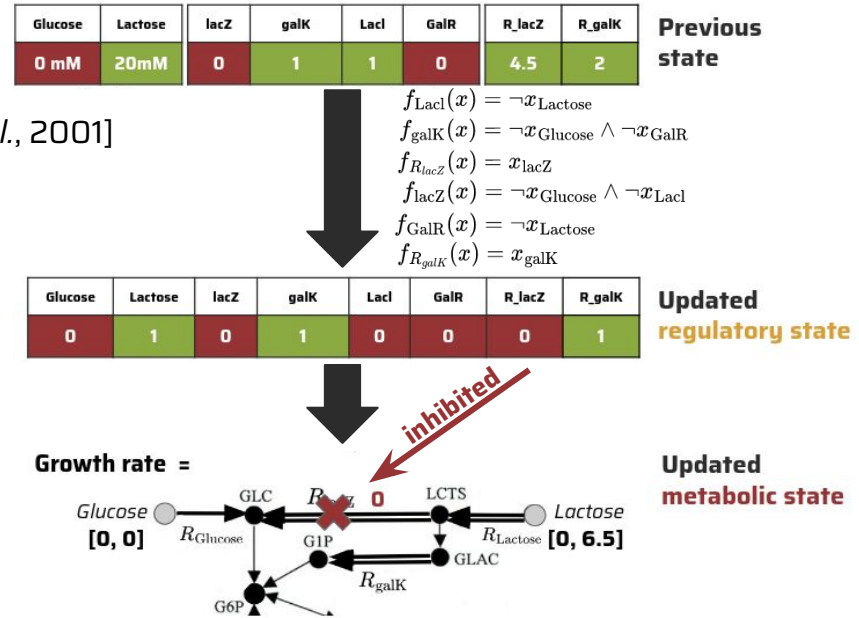 Glucose Lactose lacZ galK LacI GalR R_lacZ R_galK
0 mM 20mM 0 1 1 0 4.5 2
Previous
state
l., 2001]
f_LacI(x) = ¬x_Lactose
f_galK(x) = ¬x_Glucose ∧ ¬x_GalR
f_R_lacZ(x) = x_lacZ
f_lacZ(x) = ¬x_Glucose ∧ ¬x_LacI
f_GalR(x) = ¬x_Lactose
f_R_galK(x) = x_galK
Glucose Lactose lacZ galK LacI GalR R_lacZ R_galK
0 1 0 1 0 0 0 1
Updated
regulatory state
inhibited
Growth rate =
Updated
metabolic state
GLC 0 LCTS
Glucose Lactose
[0, 0] R_Glucose R_Lactose [0, 6.5]
G1P GLAC
R_galK
G6P